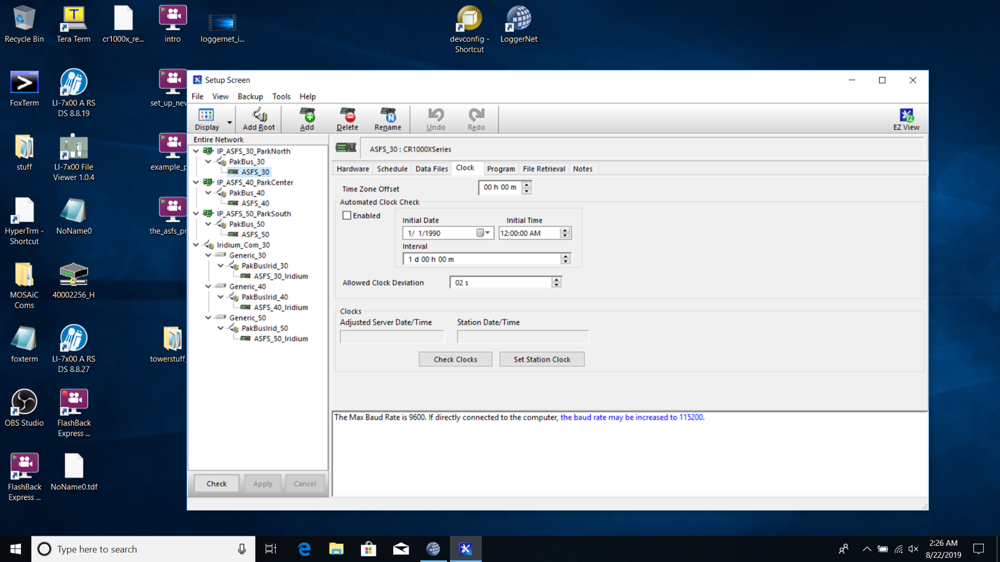 Recycle Bin
Tera Term
cr1000x_re...
intro
loggernet_i...
devconfig -
Shortcut
LoggerNet
FoxTerm
LI-7x00 A RS
DS 8.8.19
set_up_new
stuff
LI-7x00 File
Viewer 1.0.4
example_p
HyperTrm -
Shortcut
NoName0
the_asfs_pr
MOSAiC
Coms
40002256_H
foxterm
LI-7x00 A RS
DS 8.8.27
towerstuff_
OBS Studio
FlashBack
Express ...
FlashBack
Express ...
NoName0.tdf
Setup Screen
File View Backup Tools Help
Display Add Root Add Delete Rename Undo Redo EZ View
Entire Network
IP_ASFS_30_ParkNorth
PakBus_30
ASFS_30
IP_ASFS_40_ParkCenter
PakBus_40
ASFS_40
IP_ASFS_50_ParkSouth
PakBus_50
ASFS_50
Iridium_Com_30
Generic_30
PakBusIrid_30
ASFS_30_Iridium
Generic_40
PakBusIrid_40
ASFS_40_Iridium
Generic_50
PakBusIrid_50
ASFS_50_Iridium
Check Apply Cancel
ASFS_30 : CR1000XSeries
Hardware Schedule Data Files Clock Program File Retrieval Notes
Time Zone Offset 00 h 00 m
Automated Clock Check
Enabled
Initial Date Initial Time
1/ 1/1990 12:00:00 AM
Interval
1 d 00 h 00 m
Allowed Clock Deviation 02 s
Clocks
Adjusted Server Date/Time Station Date/Time
Check Clocks Set Station Clock
The Max Baud Rate is 9600. If directly connected to the computer, the baud rate may be increased to 115200.
Type here to search
2:26 AM
8/22/2019